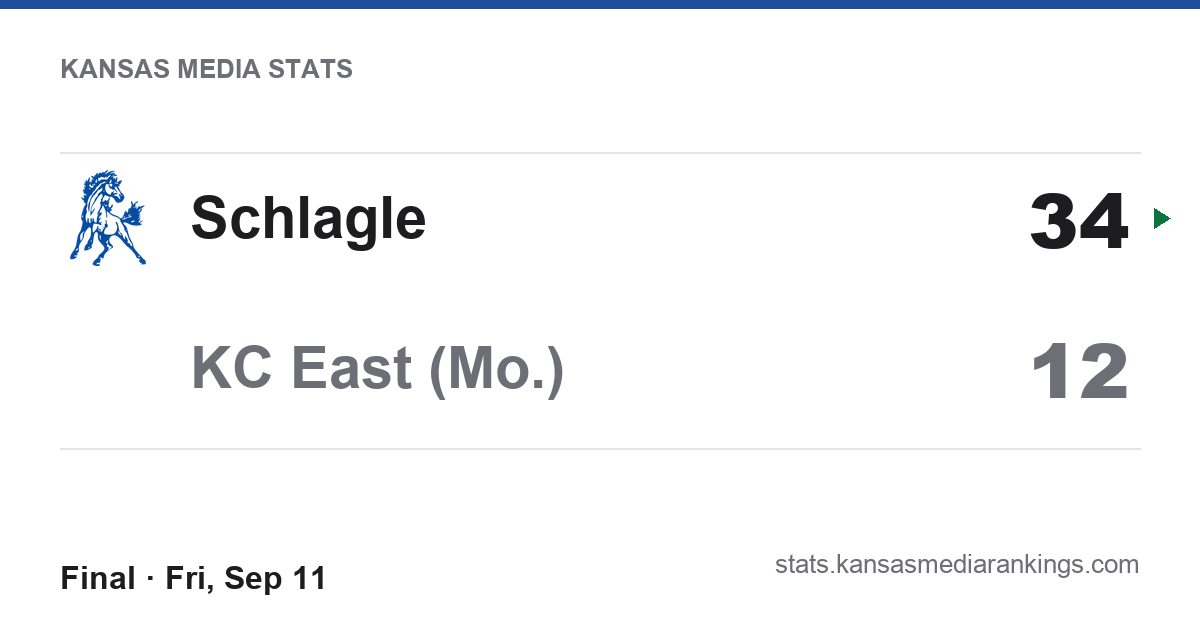 KANSAS MEDIA STATS
Schlagle 34
KC East (Mo.) 12
Final · Fri, Sep 11
stats.kansasmediarankings.com